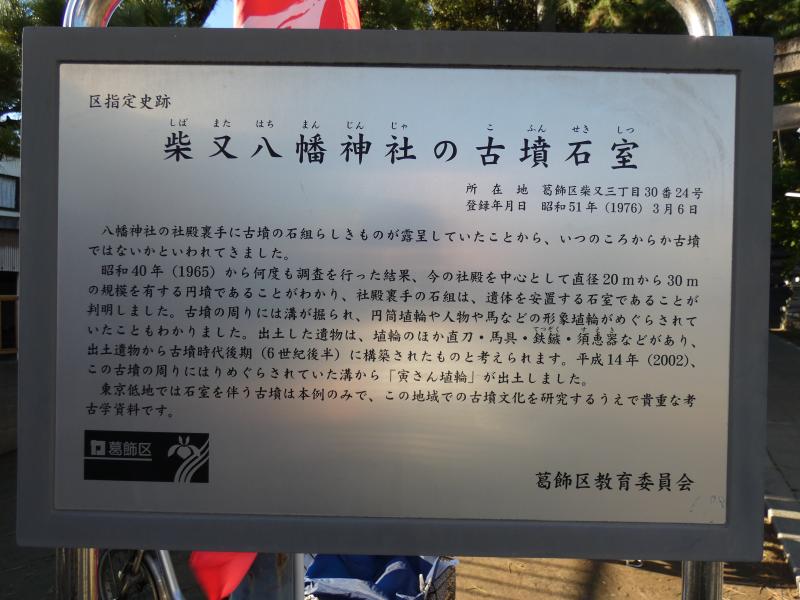 区指定史跡
しば また はち まん じん じゃ こ ふん せき しつ
柴又八幡神社の古墳石室
所在地 葛飾区柴又三丁目30番24号
登録年月日 昭和51年（1976）3月6日
八幡神社の社殿裏手に古墳の石組らしきものが露呈していたことから、いつのころからか古墳
ではないかといわれてきました。
昭和40年（1965）から何度も調査を行った結果、今の社殿を中心として直径20mから30m
の規模を有する円墳であることがわかり、社殿裏手の石組は、遺体を安置する石室であることが
判明しました。古墳の周りには溝が掘られ、円筒埴輪や人物や馬などの形象埴輪がめぐらされて
いたこともわかりました。出土した遺物は、埴輪のほか直刀・馬具・鉄鏃・須恵器などがあり、
てつぞく すえき
出土遺物から古墳時代後期（6世紀後半）に構築されたものと考えられます。平成14年（2002）、
この古墳の周りにはりめぐらされていた溝から「寅さん埴輪」が出土しました。
東京低地では石室を伴う古墳は本例のみで、この地域での古墳文化を研究するうえで貴重な考
古学資料です。
葛飾区
葛飾区教育委員会